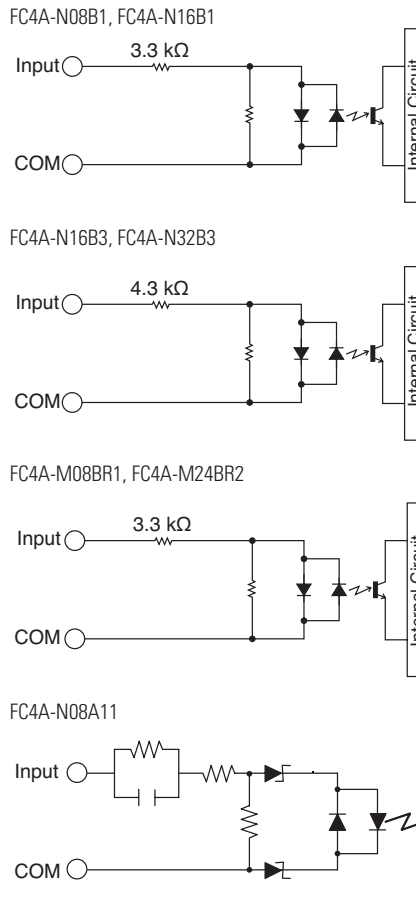 FC4A-N08B1, FC4A-N16B1
3.3 kΩ
Input
COM
Internal Circuit
FC4A-N16B3, FC4A-N32B3
4.3 kΩ
Input
COM
Internal Circuit
FC4A-M08BR1, FC4A-M24BR2
3.3 kΩ
Input
COM
Internal Circuit
FC4A-N08A11
Input
COM